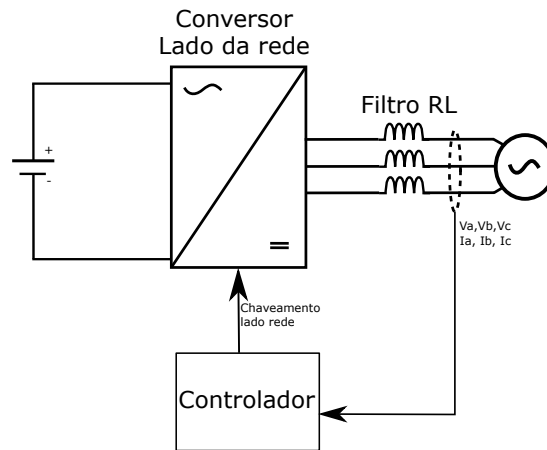 Conversor
Lado da rede
Filtro RL
+
-
Va,Vb,Vc
Ia, Ib, Ic
Chaveamento
lado rede
Controlador